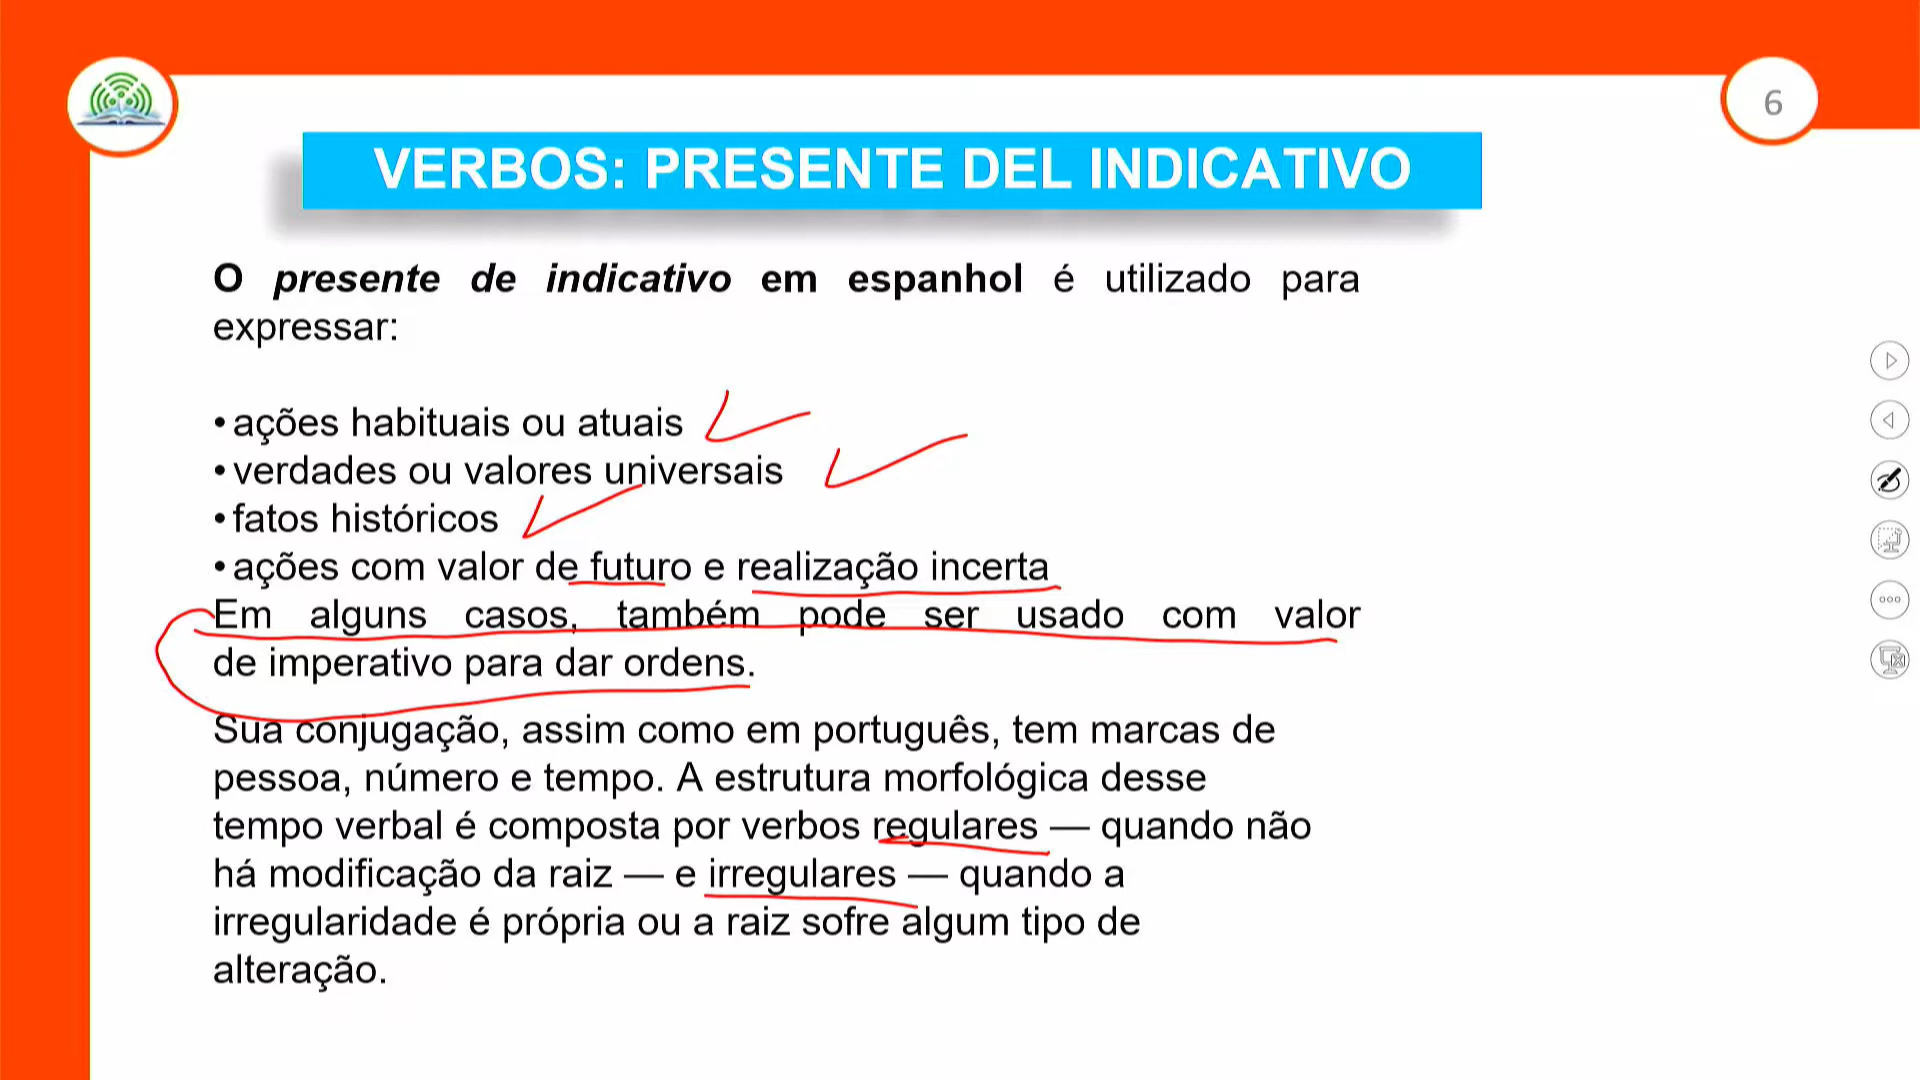 6
VERBOS: PRESENTE DEL INDICATIVO
O presente de indicativo em espanhol é utilizado para
expressar:
• ações habituais ou atuais
• verdades ou valores universais
• fatos históricos
• ações com valor de futuro e realização incerta
Em alguns casos, também pode ser usado com valor
de imperativo para dar ordens.
Sua conjugação, assim como em português, tem marcas de
pessoa, número e tempo. A estrutura morfológica desse
tempo verbal é composta por verbos regulares — quando não
há modificação da raiz — e irregulares — quando a
irregularidade é própria ou a raiz sofre algum tipo de
alteração.